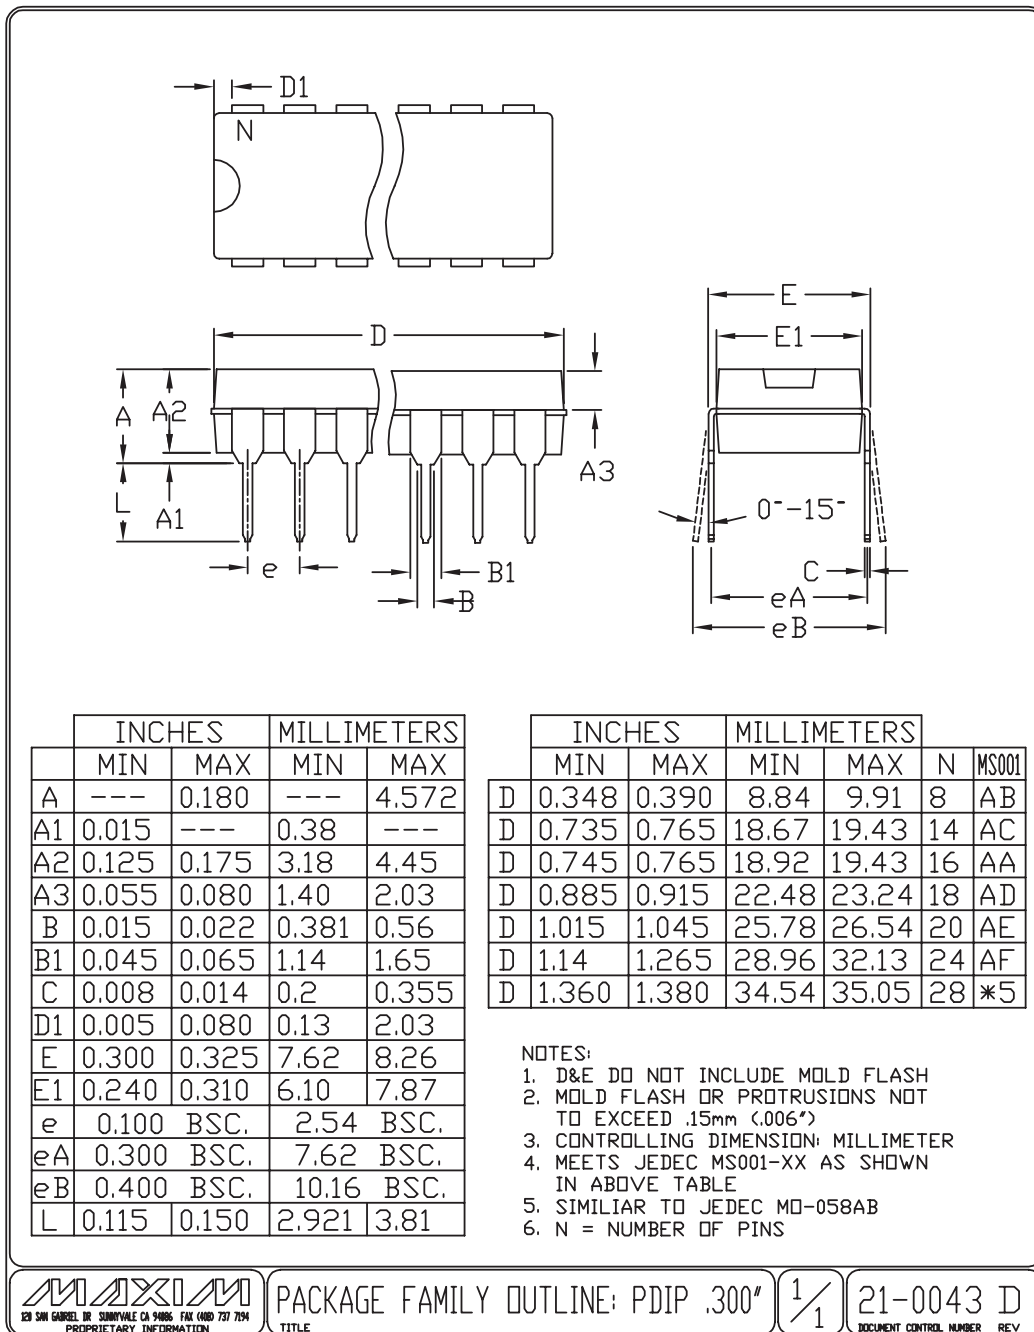 D1
N
D
E
E1
A
A2
A3
L
A1
0°-15°
e
B1
B
C
eA
eB
INCHES MILLIMETERS
MIN MAX MIN MAX
A --- 0.180 --- 4.572
A1 0.015 --- 0.38 ---
A2 0.125 0.175 3.18 4.45
A3 0.055 0.080 1.40 2.03
B 0.015 0.022 0.381 0.56
B1 0.045 0.065 1.14 1.65
C 0.008 0.014 0.2 0.355
D1 0.005 0.080 0.13 2.03
E 0.300 0.325 7.62 8.26
E1 0.240 0.310 6.10 7.87
e 0.100 BSC. 2.54 BSC.
eA 0.300 BSC. 7.62 BSC.
eB 0.400 BSC. 10.16 BSC.
L 0.115 0.150 2.921 3.81
INCHES MILLIMETERS
MIN MAX MIN MAX N MS001
D 0.348 0.390 8.84 9.91 8 AB
D 0.735 0.765 18.67 19.43 14 AC
D 0.745 0.765 18.92 19.43 16 AA
D 0.885 0.915 22.48 23.24 18 AD
D 1.015 1.045 25.78 26.54 20 AE
D 1.14 1.265 28.96 32.13 24 AF
D 1.360 1.380 34.54 35.05 28 *5
NOTES:
1. D&E DO NOT INCLUDE MOLD FLASH
2. MOLD FLASH OR PROTRUSIONS NOT
TO EXCEED .15mm (.006")
3. CONTROLLING DIMENSION: MILLIMETER
4. MEETS JEDEC MS001-XX AS SHOWN
IN ABOVE TABLE
5. SIMILIAR TO JEDEC MO-058AB
6. N = NUMBER OF PINS
MAXIM
120 SAN GABRIEL DR SUNNYVALE CA 94086 FAX (408) 737 7194
PROPRIETARY INFORMATION
PACKAGE FAMILY OUTLINE: PDIP .300"
TITLE
1/1
21-0043 D
DOCUMENT CONTROL NUMBER REV